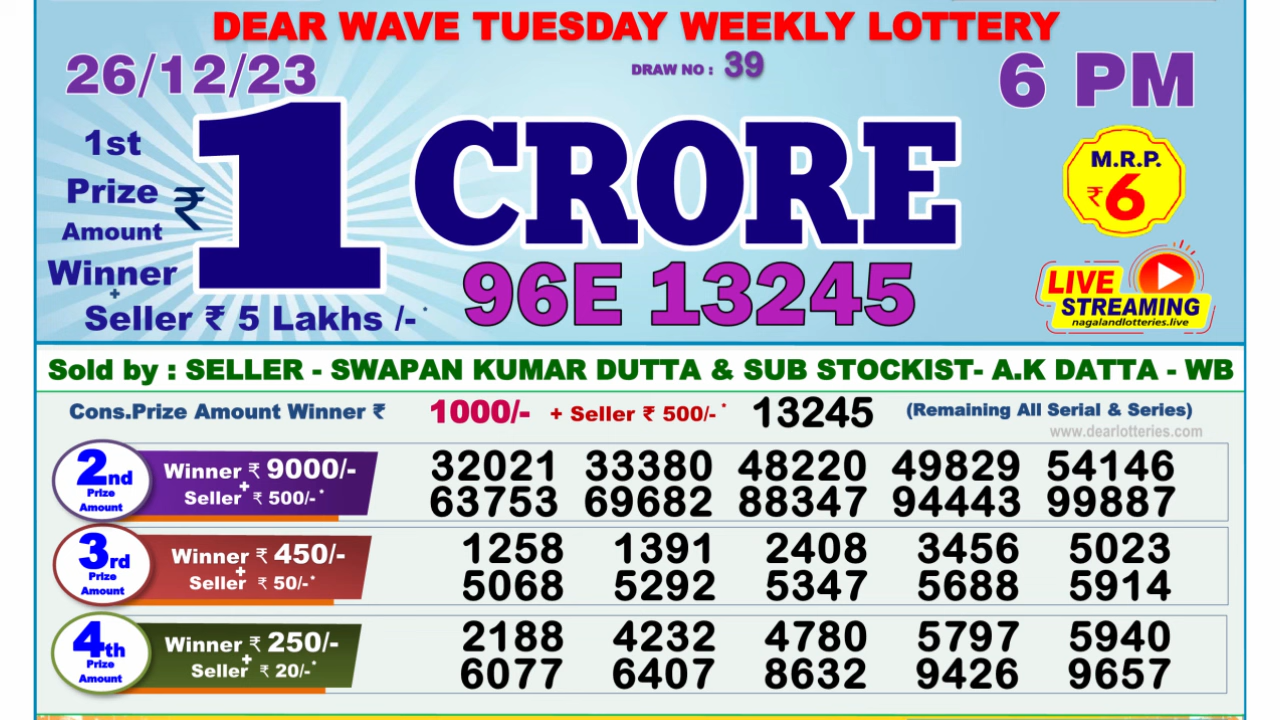 DEAR WAVE TUESDAY WEEKLY LOTTERY
26/12/23
DRAW NO : 39
6 PM
1st
Prize
Amount
Winner
+
Seller ₹ 5 Lakhs /-*
₹ 1 CRORE
96E 13245
M.R.P.
₹6
LIVE
STREAMING
nagalandlotteries.live
Sold by : SELLER - SWAPAN KUMAR DUTTA & SUB STOCKIST- A.K DATTA - WB
Cons.Prize Amount Winner ₹ 1000/- + Seller ₹ 500/-* 13245 (Remaining All Serial & Series)
www.dearlotteries.com
2nd
Prize
Amount
Winner ₹ 9000/-
+
Seller ₹ 500/-*
32021 33380 48220 49829 54146
63753 69682 88347 94443 99887
3rd
Prize
Amount
Winner ₹ 450/-
+
Seller ₹ 50/-*
1258 1391 2408 3456 5023
5068 5292 5347 5688 5914
4th
Prize
Amount
Winner ₹ 250/-
+
Seller ₹ 20/-*
2188 4232 4780 5797 5940
6077 6407 8632 9426 9657